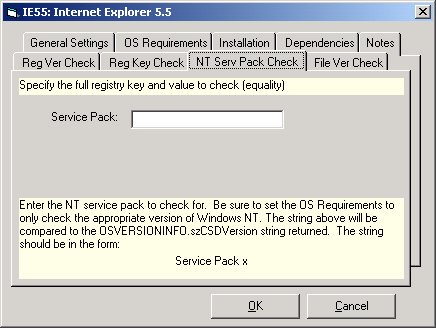 IE55: Internet Explorer 5.5
General Settings OS Requirements Installation Dependencies Notes
Reg Ver Check Reg Key Check NT Serv Pack Check File Ver Check
Specify the full registry key and value to check (equality)
Service Pack:
Enter the NT service pack to check for. Be sure to set the OS Requirements to
only check the appropriate version of Windows NT. The string above will be
compared to the OSVERSIONINFO.szCSDVersion string returned. The string
should be in the form:
Service Pack x
OK Cancel